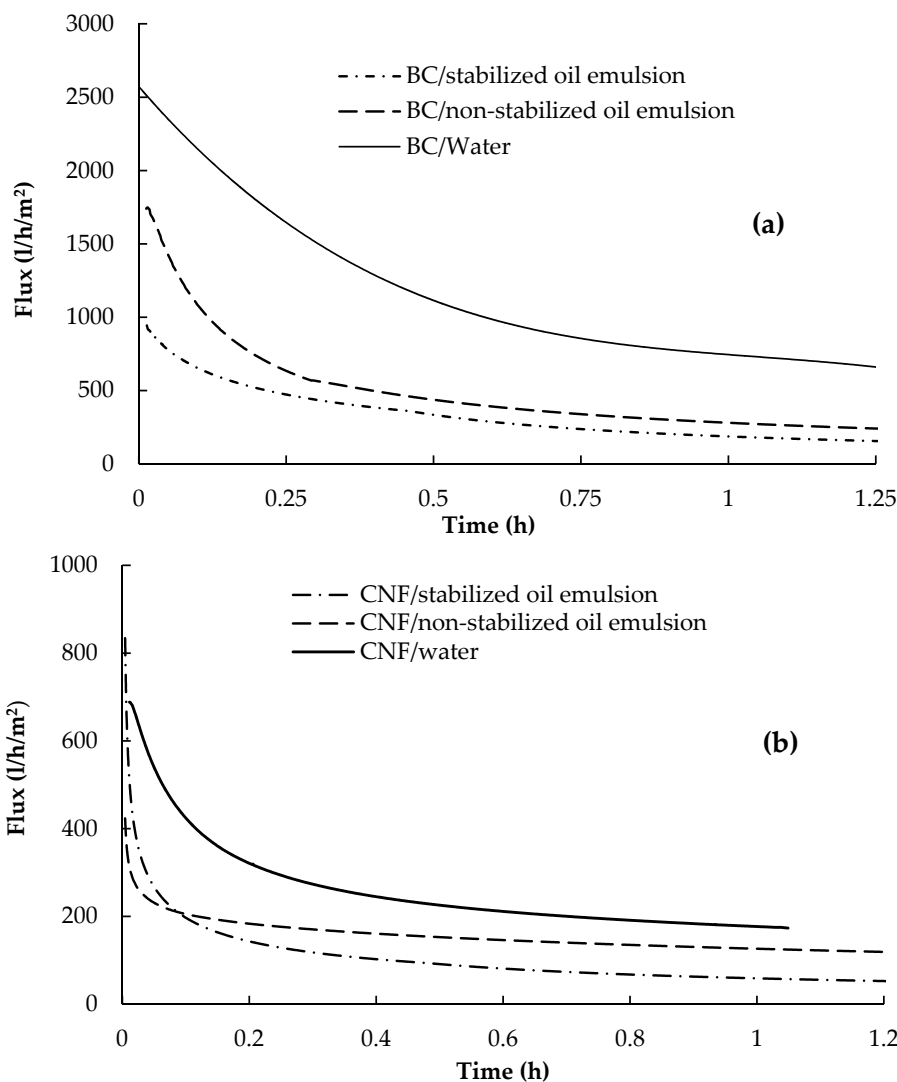 3000
2500
2000
1500
1000
500
0
Flux (l/h/m²)
BC/stabilized oil emulsion
BC/non-stabilized oil emulsion
BC/Water
(a)
0 0.25 0.5 0.75 1 1.25
Time (h)
1000
800
600
400
200
0
Flux (l/h/m²)
CNF/stabilized oil emulsion
CNF/non-stabilized oil emulsion
CNF/water
(b)
0 0.2 0.4 0.6 0.8 1 1.2
Time (h)